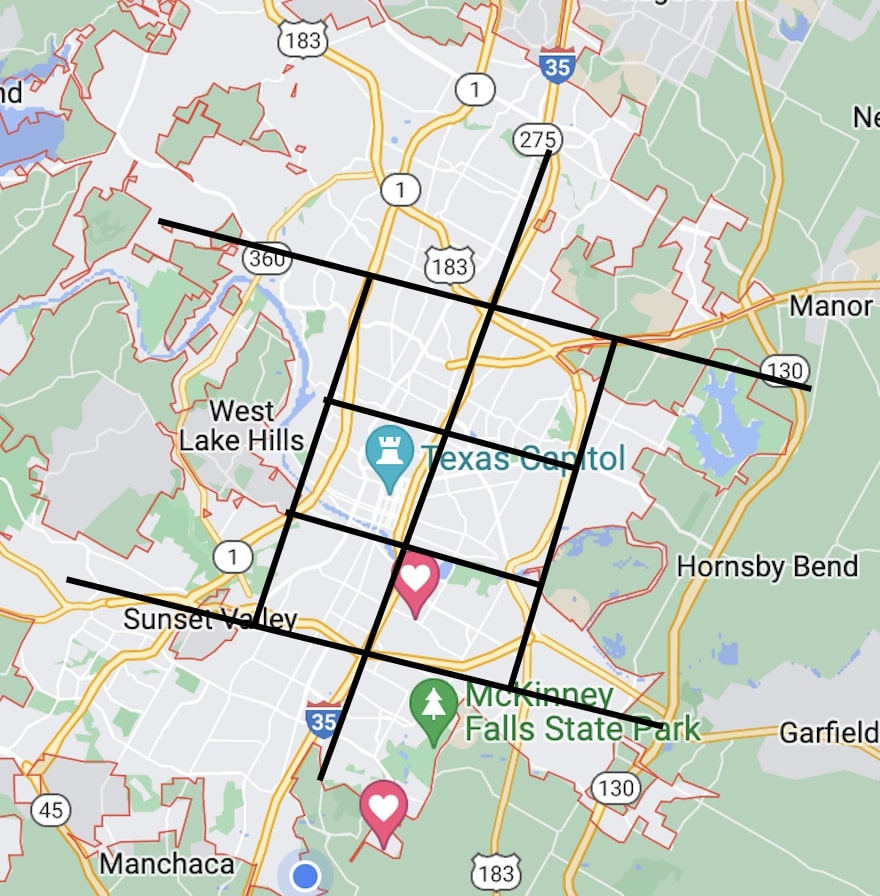 183
35
1
nd
275
Ne
1
360
183
Manor
130
West
Lake Hills
Texas Capitol
1
Hornsby Bend
Sunset Valley
McKinney
Falls State Park
35
Garfield
130
45
Manchaca
183